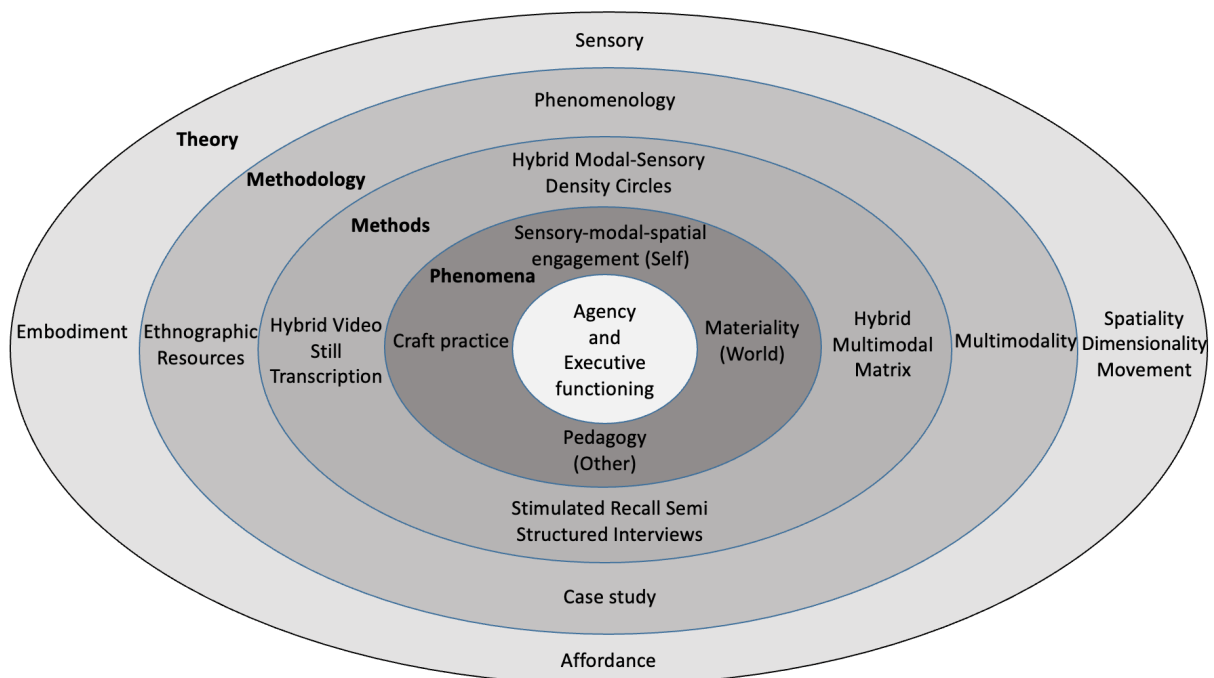 Sensory
Phenomenology
Theory
Methodology
Hybrid Modal-Sensory
Density Circles
Methods
Sensory-modal-spatial
engagement (Self)
Phenomena
Embodiment
Ethnographic
Resources
Hybrid Video
Still
Transcription
Craft practice
Agency
and
Executive
functioning
Materiality
(World)
Hybrid
Multimodal
Matrix
Multimodality
Spatiality
Dimensionality
Movement
Pedagogy
(Other)
Stimulated Recall Semi
Structured Interviews
Case study
Affordance